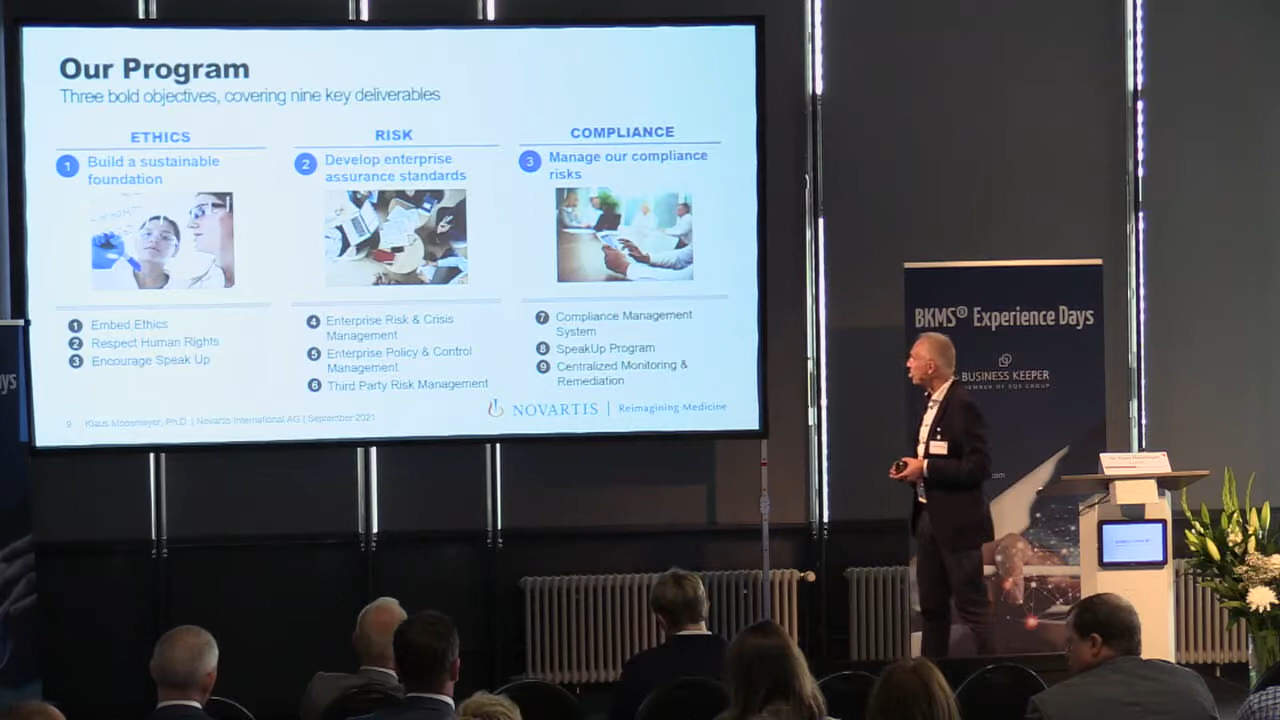 Our Program
Three bold objectives, covering nine key deliverables
ETHICS
1 Build a sustainable
foundation
RISK
2 Develop enterprise
assurance standards
COMPLIANCE
3 Manage our compliance
risks
1 Embed Ethics
2 Respect Human Rights
3 Encourage Speak Up
4 Enterprise Risk & Crisis
Management
5 Enterprise Policy & Control
Management
6 Third Party Risk Management
7 Compliance Management
System
8 SpeakUp Program
9 Centralized Monitoring &
Remediation
9 Klaus Moosmayer, Ph.D. | Novartis International AG | September 2021
NOVARTIS | Reimagining Medicine
BKMS® Experience Days
BUSINESS KEEPER
MEMBER OF EQS GROUP